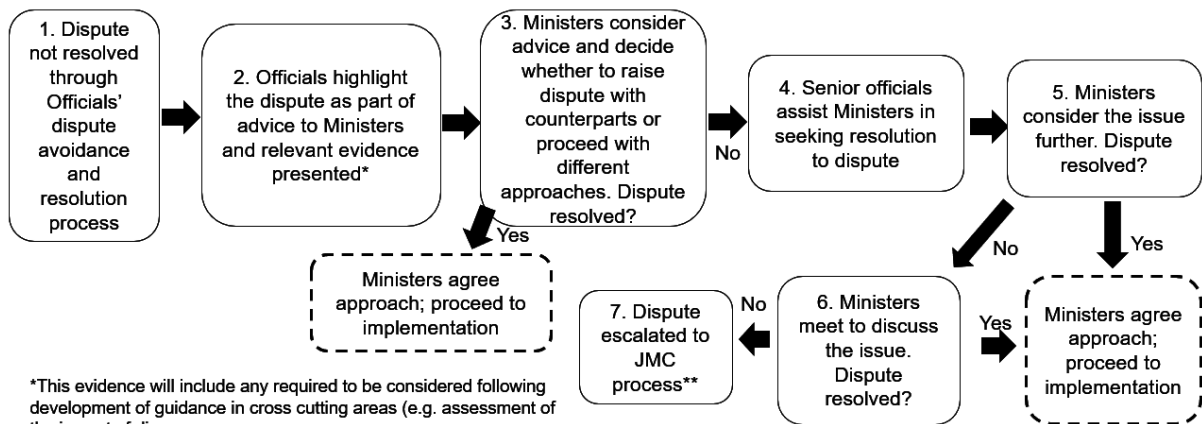 1. Dispute
not resolved
through
Officials'
dispute
avoidance
and
resolution
process
2. Officials highlight
the dispute as part of
advice to Ministers
and relevant evidence
presented*
3. Ministers consider
advice and decide
whether to raise
dispute with
counterparts or
proceed with
different
approaches. Dispute
resolved?
No
Yes
4. Senior officials
assist Ministers in
seeking resolution
to dispute
5. Ministers
consider the issue
further. Dispute
resolved?
No
Yes
Ministers agree
approach; proceed to
implementation
6. Ministers
meet to discuss
the issue.
Dispute
resolved?
No
Yes
7. Dispute
escalated to
JMC
process**
Ministers agree
approach;
proceed to
implementation
*This evidence will include any required to be considered following
development of guidance in cross cutting areas (e.g. assessment of